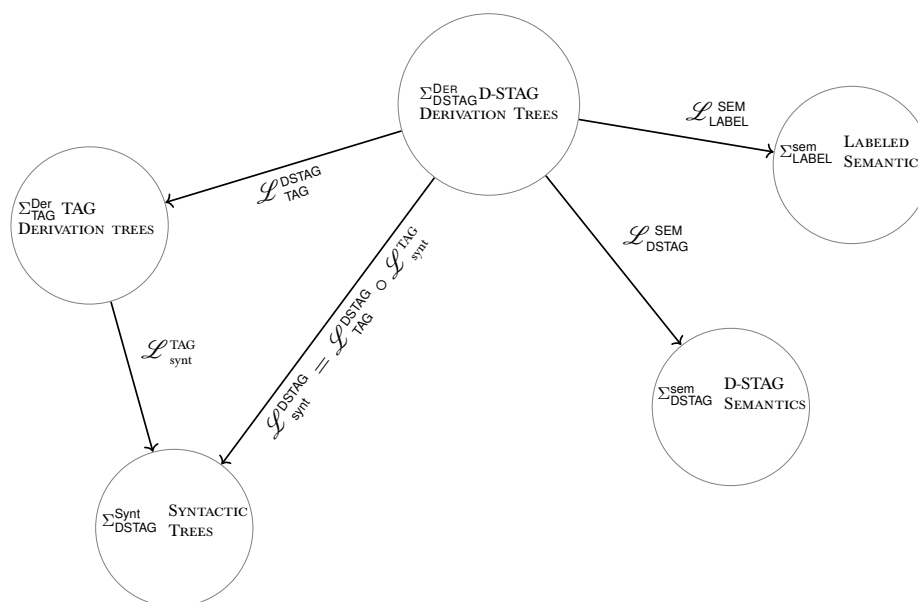 Σ^Der_DSTAG D-STAG
Derivation Trees
ℒ^SEM_LABEL
Σ^sem_LABEL Labeled
Semantic
ℒ^DSTAG_TAG
Σ^Der_TAG TAG
Derivation trees
ℒ^SEM_DSTAG
ℒ^DSTAG_synt = ℒ^DSTAG_TAG ∘ ℒ^TAG_synt
ℒ^TAG_synt
Σ^sem_DSTAG D-STAG
Semantics
Σ^Synt_DSTAG Syntactic
Trees